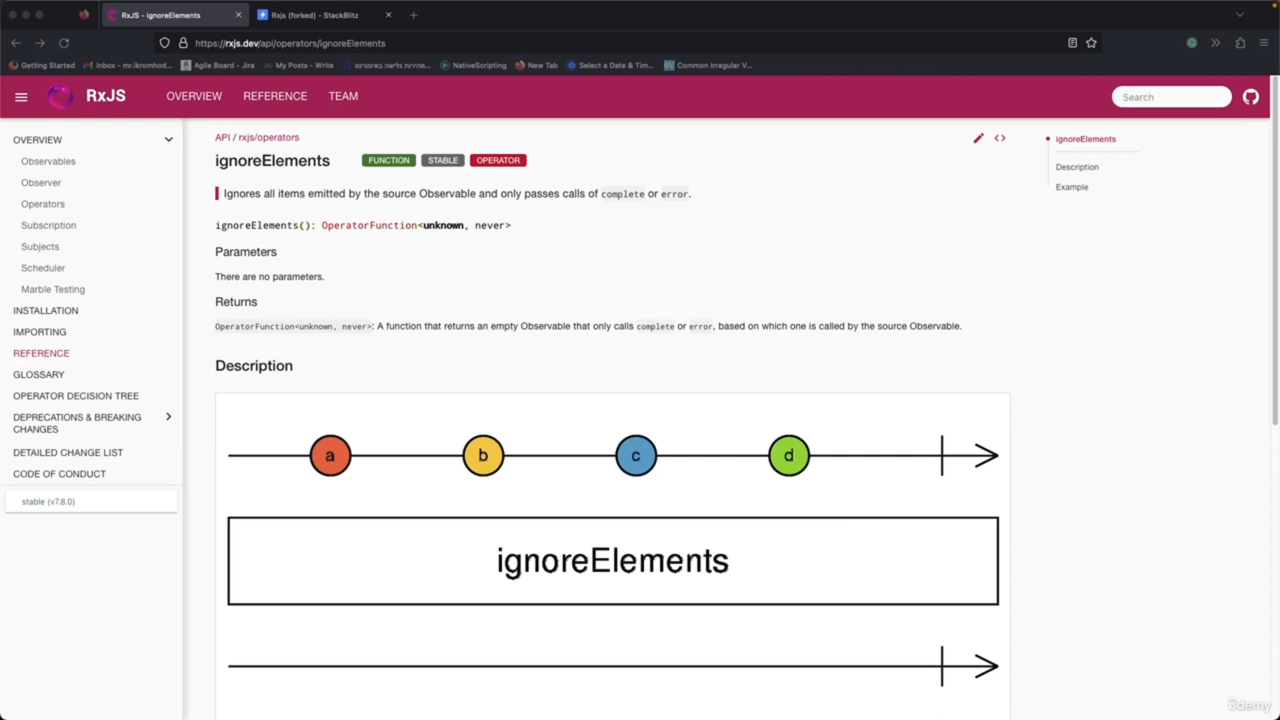 RxJS - ignoreElements
Rxjs (forked) - StackBlitz
https://rxjs.dev/api/operators/ignoreElements
Getting Started
Inbox - mr.ikromhod...
Agile Board - Jira
My Posts - Write
NativeScripting
New Tab
Select a Date & Tim...
Common Irregular V...
RxJS
OVERVIEW
REFERENCE
TEAM
Search
OVERVIEW
Observables
Observer
Operators
Subscription
Subjects
Scheduler
Marble Testing
INSTALLATION
IMPORTING
REFERENCE
GLOSSARY
OPERATOR DECISION TREE
DEPRECATIONS & BREAKING
CHANGES
DETAILED CHANGE LIST
CODE OF CONDUCT
stable (v7.8.0)
API / rxjs/operators
ignoreElements FUNCTION STABLE OPERATOR
Ignores all items emitted by the source Observable and only passes calls of complete or error.
ignoreElements(): OperatorFunction<unknown, never>
Parameters
There are no parameters.
Returns
OperatorFunction<unknown, never>: A function that returns an empty Observable that only calls complete or error, based on which one is called by the source Observable.
Description
a b c d
ignoreElements
ignoreElements
Description
Example
ûdemy